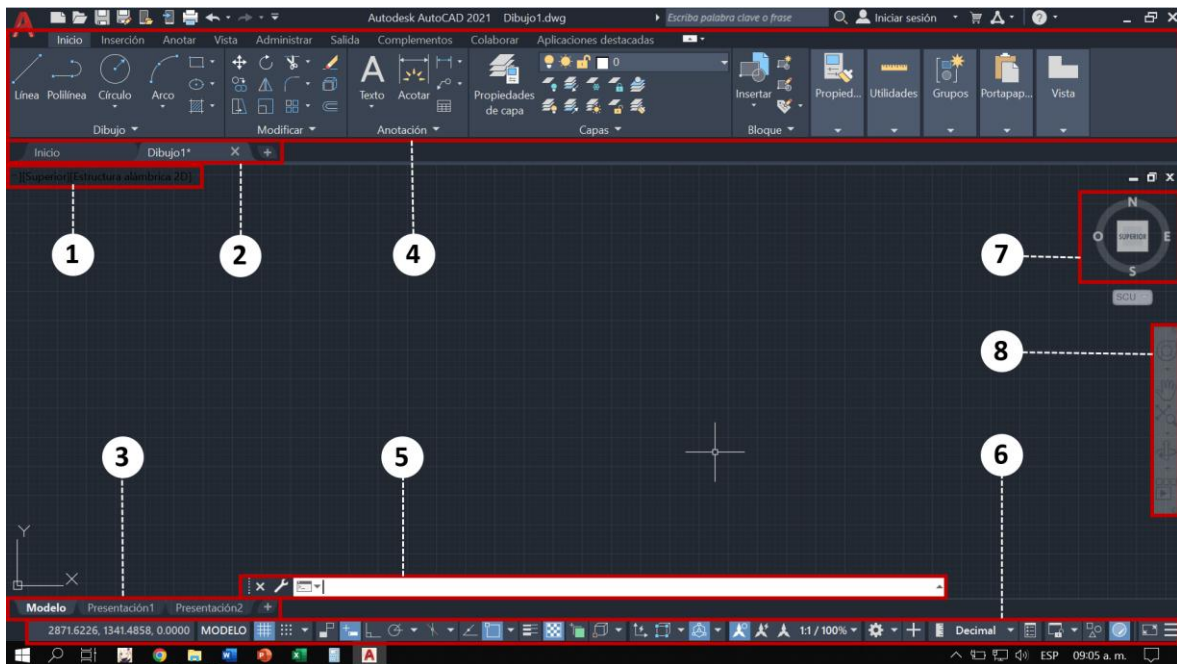 Autodesk AutoCAD 2021 Dibujo1.dwg Escriba palabra clave o frase Iniciar sesión
Inicio Inserción Anotar Vista Administrar Salida Complementos Colaborar Aplicaciones destacadas
0
Línea Polilínea Círculo Arco Texto Acotar Propiedades de capa Insertar Propied... Utilidades Grupos Portapap... Vista
Dibujo Modificar Anotación Capas Bloque
Inicio Dibujo1* X +
[-][Superior][Estructura alámbrica 2D]
N
O SUPERIOR E
S
1 2 4 7
SCU
8
3 5 6
Y
X
Modelo Presentación1 Presentación2 +
2871.6226, 1341.4858, 0.0000 MODELO 1:1 / 100% Decimal
ESP 09:05 a. m.